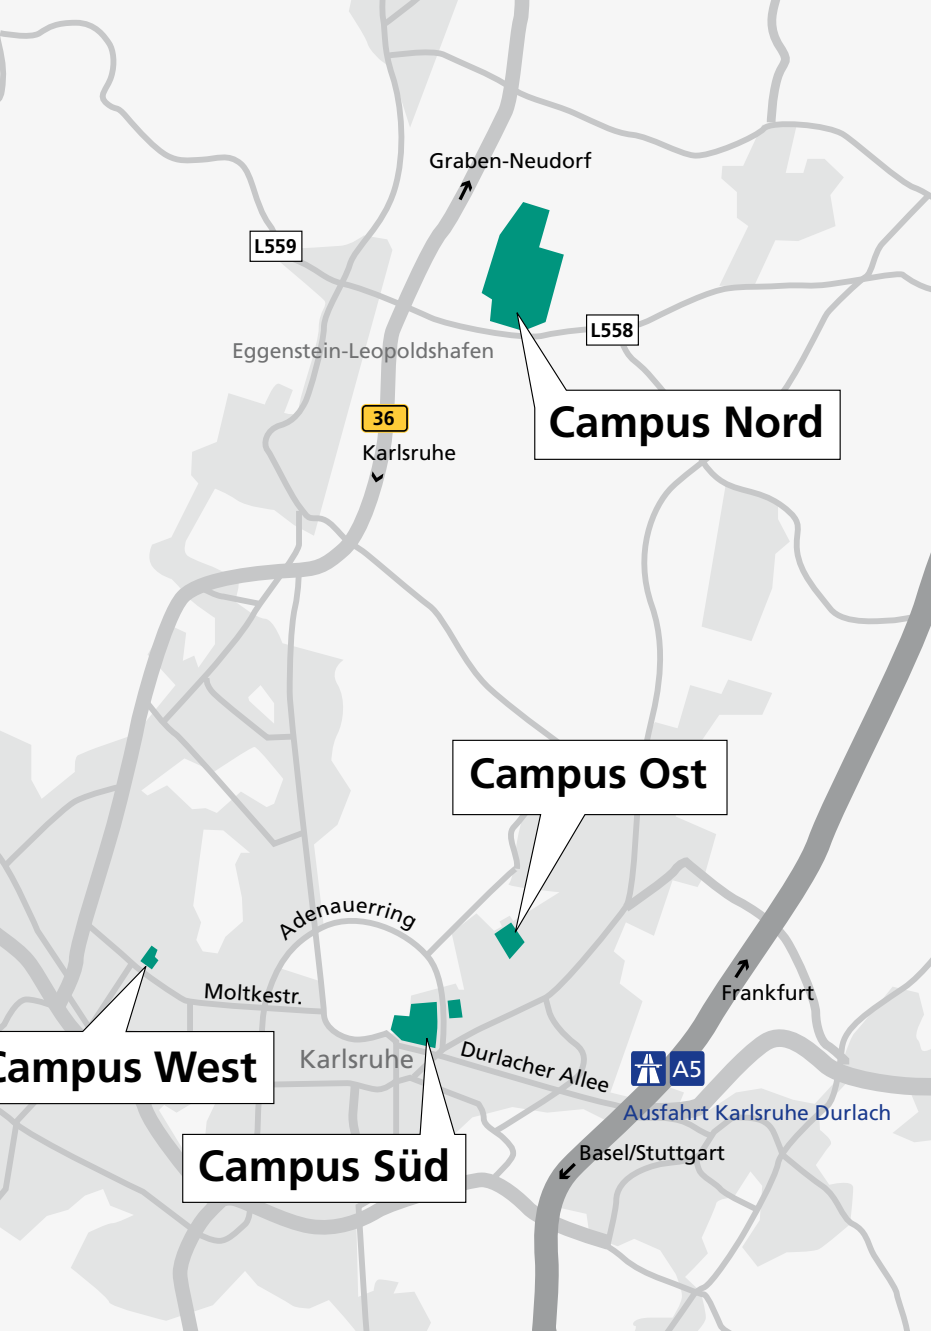 Graben-Neudorf
L559
L558
Eggenstein-Leopoldshafen
36
Campus Nord
Karlsruhe
Campus Ost
Adenauerring
Moltkestr.
Frankfurt
Karlsruhe
Durlacher Allee
Campus West
A5
Ausfahrt Karlsruhe Durlach
Basel/Stuttgart
Campus Süd